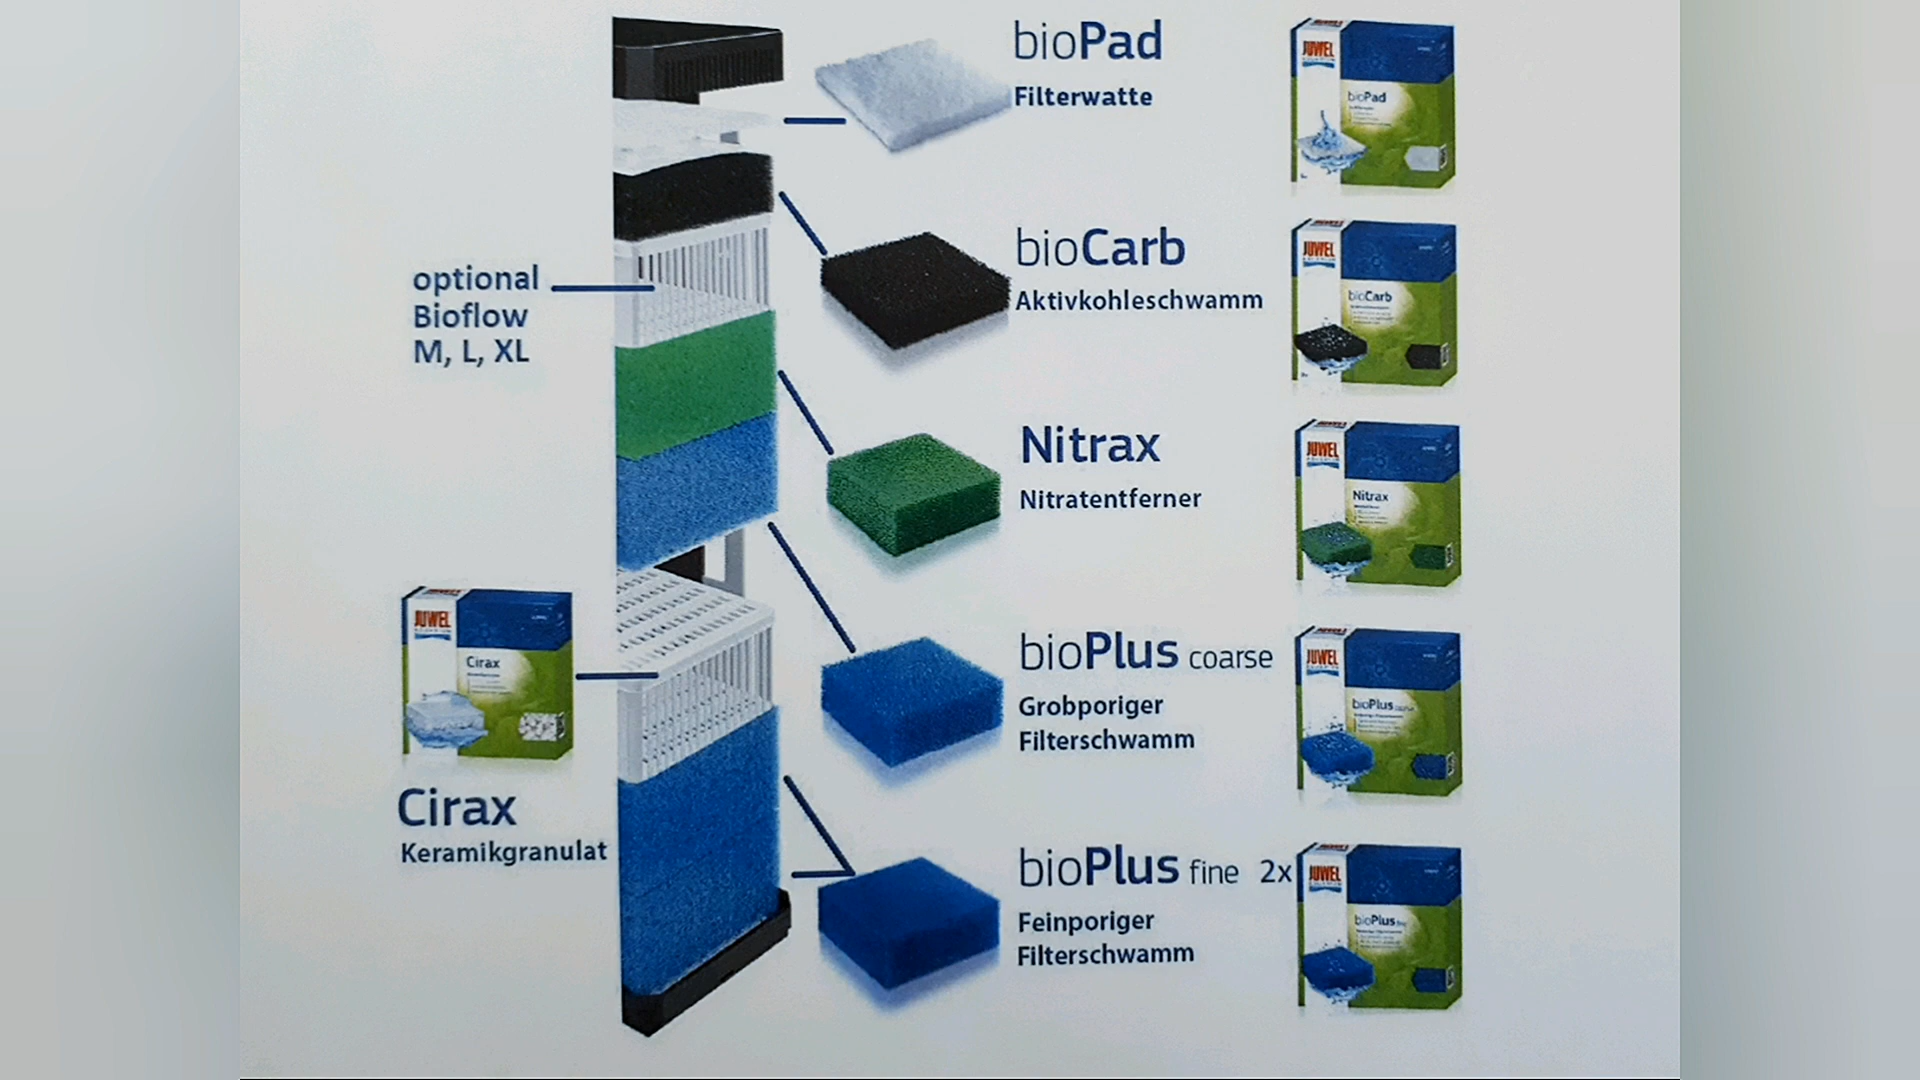 bioPad
Filterwatte
JUWEL
bioPad
optional
Bioflow
M, L, XL
bioCarb
Aktivkohleschwamm
JUWEL
bioCarb
Nitrax
Nitratentferner
JUWEL
Nitrax
JUWEL
Cirax
Cirax
Keramikgranulat
bioPlus coarse
Grobporiger
Filterschwamm
JUWEL
bioPlus
bioPlus fine 2x
Feinporiger
Filterschwamm
JUWEL
bioPlus